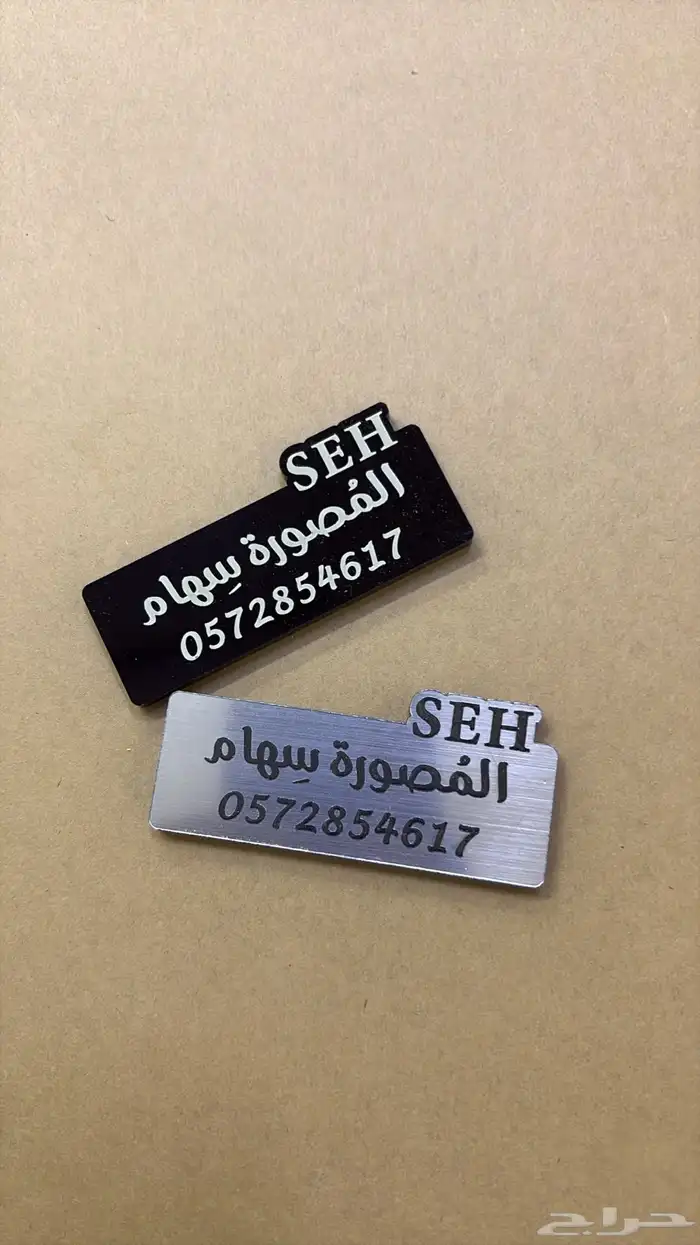 SEH
المُصورة سِهام
0572854617
SEH
المُصورة سِهام
0572854617
حراج